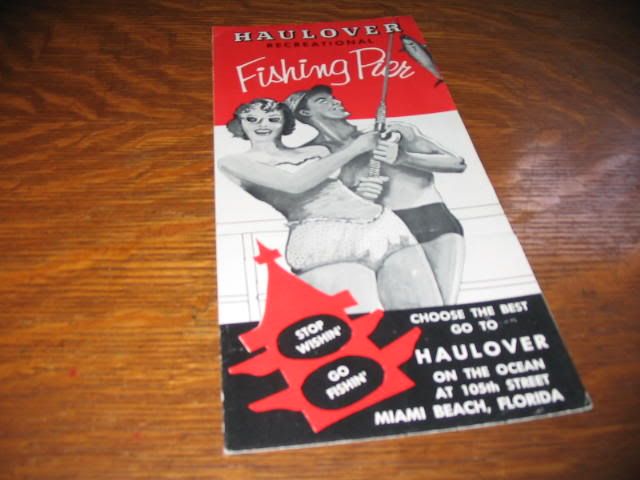 HAULOVER
RECREATIONAL
Fishing Pier
STOP
WISHIN'
GO
FISHIN'
CHOOSE THE BEST
GO TO
HAULOVER
ON THE OCEAN
AT 105th STREET
MIAMI BEACH, FLORIDA